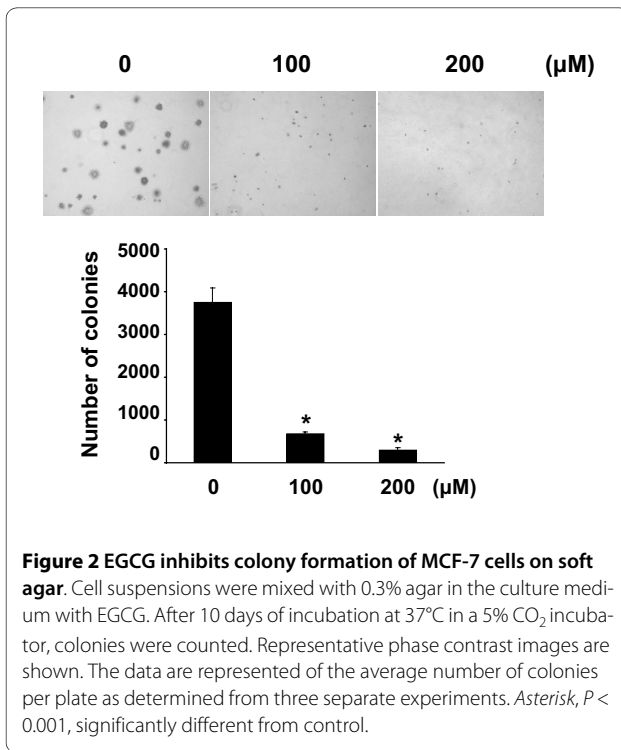 0 100 200 (µM)
5000
4000
3000
2000
1000
0
Number of colonies
* *
0 100 200 (µM)
Figure 2 EGCG inhibits colony formation of MCF-7 cells on soft
agar. Cell suspensions were mixed with 0.3% agar in the culture medi-
um with EGCG. After 10 days of incubation at 37°C in a 5% CO₂ incuba-
tor, colonies were counted. Representative phase contrast images are
shown. The data are represented of the average number of colonies
per plate as determined from three separate experiments. Asterisk, P <
0.001, significantly different from control.